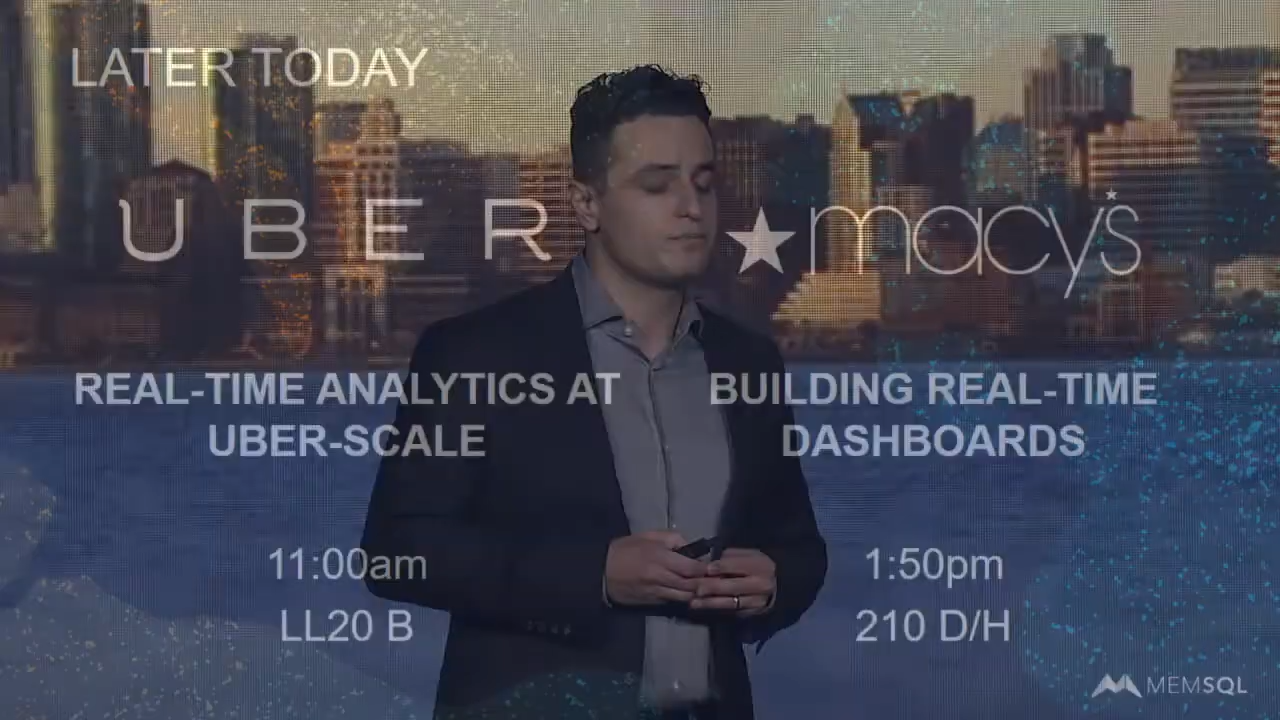 LATER TODAY
UBER
macy's
REAL-TIME ANALYTICS AT
UBER-SCALE
BUILDING REAL-TIME
DASHBOARDS
11:00am
LL20 B
1:50pm
210 D/H
MEMSQL